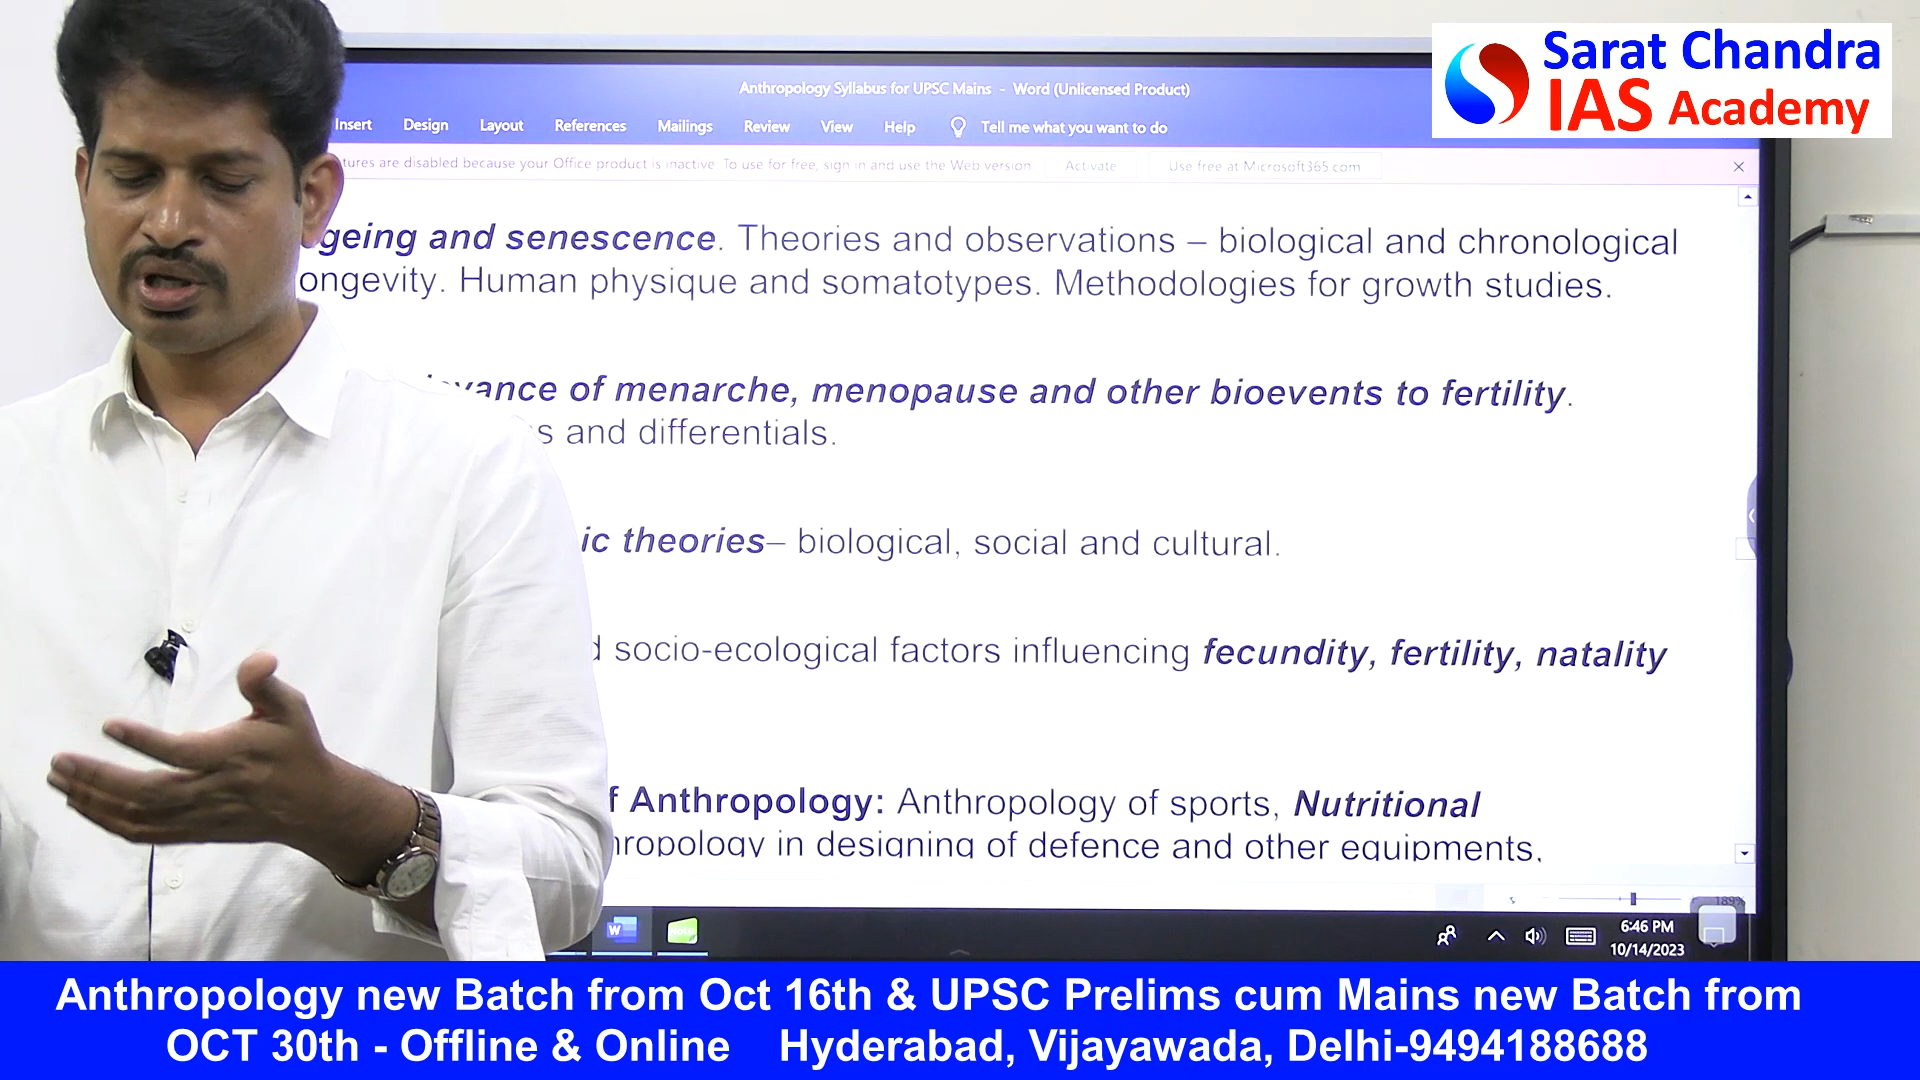 Sarat Chandra
IAS Academy
Anthropology Syllabus for UPSC Mains - Word (Unlicensed Product)
Insert Design Layout References Mailings Review View Help Tell me what you want to do
tures are disabled because your Office product is inactive. To use for free, sign in and use the Web version Activate Use free at Microsoft365.com
geing and senescence. Theories and observations – biological and chronological
ongevity. Human physique and somatotypes. Methodologies for growth studies.
vance of menarche, menopause and other bioevents to fertility.
s and differentials.
ic theories– biological, social and cultural.
d socio-ecological factors influencing fecundity, fertility, natality
f Anthropology: Anthropology of sports, Nutritional
hropology in designing of defence and other equipments,
189%
W
6:46 PM
10/14/2023
Anthropology new Batch from Oct 16th & UPSC Prelims cum Mains new Batch from
OCT 30th - Offline & Online Hyderabad, Vijayawada, Delhi-9494188688